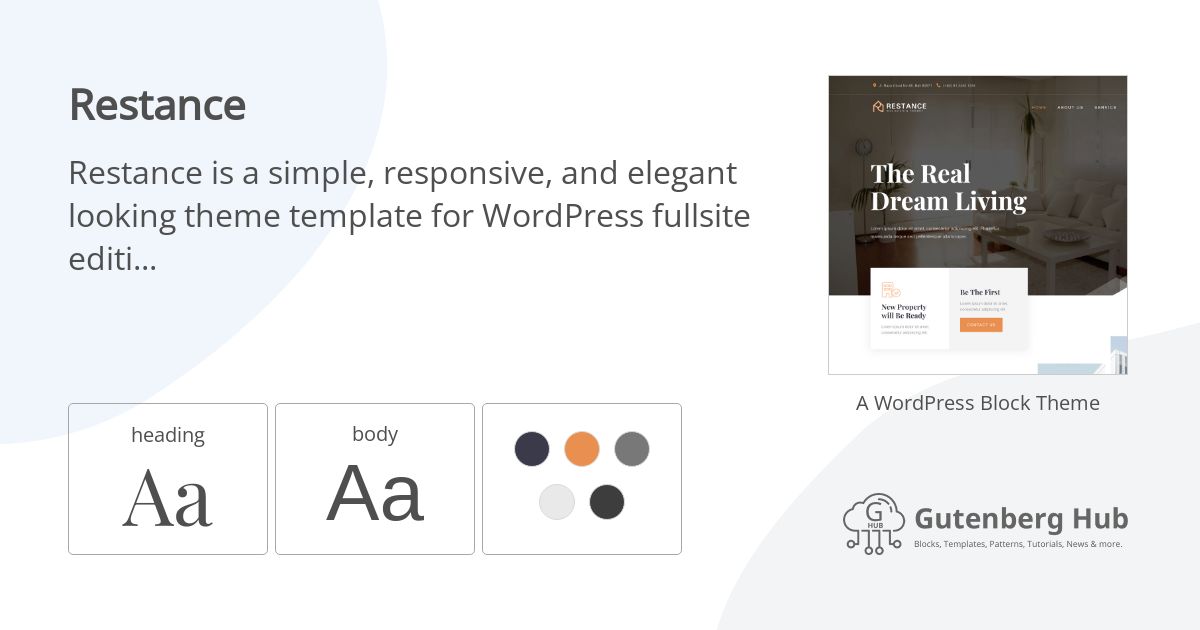 Restance
Restance is a simple, responsive, and elegant
looking theme template for WordPress fullsite
editi...
heading
Aa
body
Aa
RESTANCE
HOME ABOUT US SERVICE
The Real
Dream Living
New Property
will Be Ready
Be The First
CONTACT US
A WordPress Block Theme
G
HUB
Gutenberg Hub
Blocks, Templates, Patterns, Tutorials, News & more.